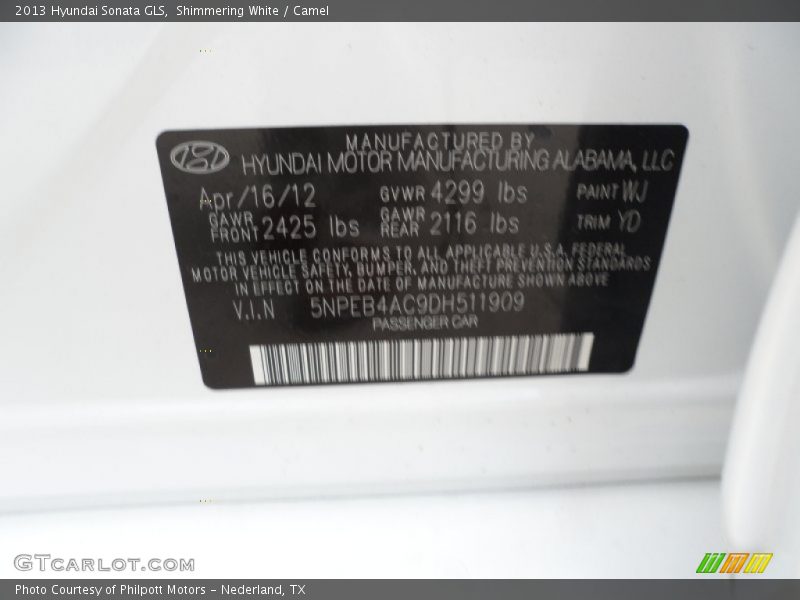 2013 Hyundai Sonata GLS, Shimmering White / Camel
MANUFACTURED BY
HYUNDAI MOTOR MANUFACTURING ALABAMA, LLC
Apr/16/12 GVWR 4299 lbs PAINT WJ
GAWR FRONT 2425 lbs GAWR REAR 2116 lbs TRIM YD
THIS VEHICLE CONFORMS TO ALL APPLICABLE U.S.A. FEDERAL
MOTOR VEHICLE SAFETY, BUMPER, AND THEFT PREVENTION STANDARDS
IN EFFECT ON THE DATE OF MANUFACTURE SHOWN ABOVE
V.I.N 5NPEB4AC9DH511909
PASSENGER CAR
GTCARLOT.COM
Photo Courtesy of Philpott Motors - Nederland, TX